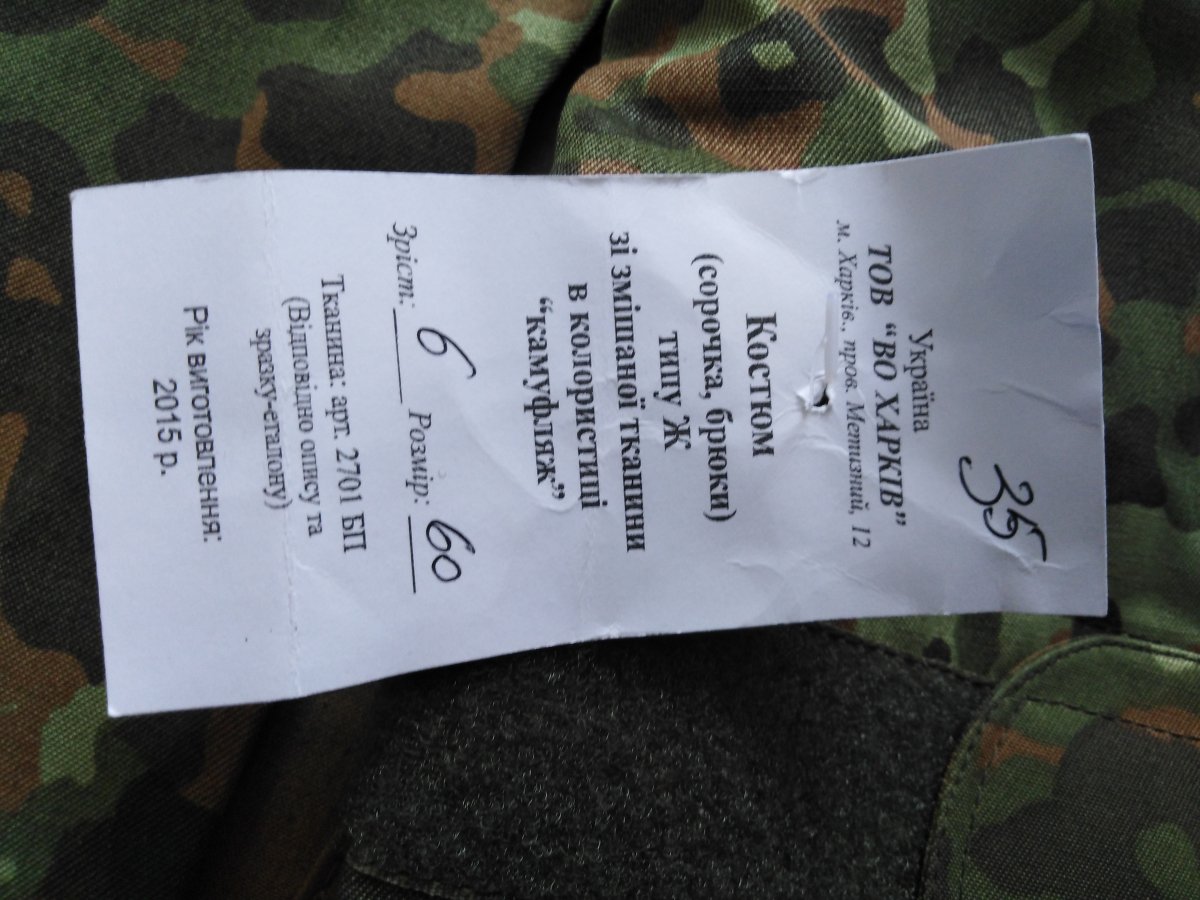 35
Україна
ТОВ “ВО ХАРКІВ”
м. Харків., пров. Метизний, 12
Костюм
(сорочка, брюки)
типу Ж
зі змішаної тканини
в колористиці
“камуфляж”
Зріст: 6 Розмір: 60
Тканина: арт. 2701 БП
(Відповідно опису та
зразку-еталону)
Рік виготовлення:
2015 р.